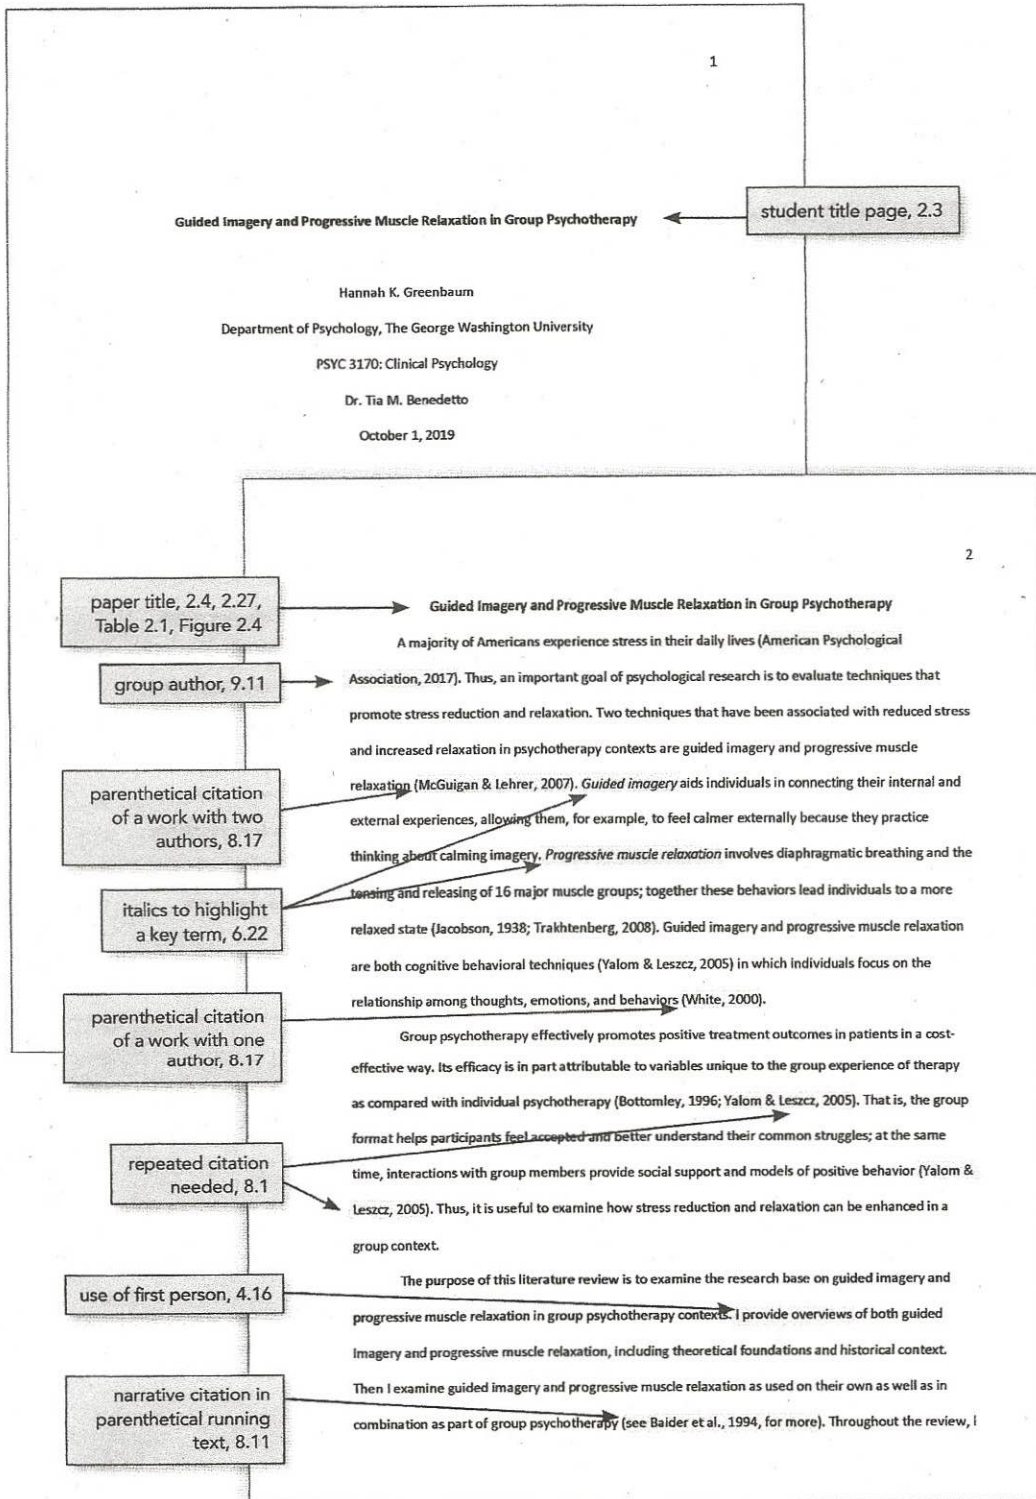 1
Guided Imagery and Progressive Muscle Relaxation in Group Psychotherapy
student title page, 2.3
Hannah K. Greenbaum
Department of Psychology, The George Washington University
PSYC 3170: Clinical Psychology
Dr. Tia M. Benedetto
October 1, 2019
2
paper title, 2.4, 2.27,
Table 2.1, Figure 2.4
Guided Imagery and Progressive Muscle Relaxation in Group Psychotherapy
A majority of Americans experience stress in their daily lives (American Psychological
group author, 9.11
Association, 2017). Thus, an important goal of psychological research is to evaluate techniques that
promote stress reduction and relaxation. Two techniques that have been associated with reduced stress
and increased relaxation in psychotherapy contexts are guided imagery and progressive muscle
parenthetical citation
of a work with two
authors, 8.17
relaxation (McGuigan & Lehrer, 2007). Guided imagery aids individuals in connecting their internal and
external experiences, allowing them, for example, to feel calmer externally because they practice
thinking about calming imagery. Progressive muscle relaxation involves diaphragmatic breathing and the
italics to highlight
a key term, 6.22
tensing and releasing of 16 major muscle groups; together these behaviors lead individuals to a more
relaxed state (Jacobson, 1938; Trakhtenberg, 2008). Guided imagery and progressive muscle relaxation
are both cognitive behavioral techniques (Yalom & Leszcz, 2005) in which individuals focus on the
relationship among thoughts, emotions, and behaviors (White, 2000).
parenthetical citation
of a work with one
author, 8.17
Group psychotherapy effectively promotes positive treatment outcomes in patients in a cost-
effective way. Its efficacy is in part attributable to variables unique to the group experience of therapy
as compared with individual psychotherapy (Bottomley, 1996; Yalom & Leszcz, 2005). That is, the group
format helps participants feel accepted and better understand their common struggles; at the same
repeated citation
needed, 8.1
time, interactions with group members provide social support and models of positive behavior (Yalom &
Leszcz, 2005). Thus, it is useful to examine how stress reduction and relaxation can be enhanced in a
group context.
use of first person, 4.16
The purpose of this literature review is to examine the research base on guided imagery and
progressive muscle relaxation in group psychotherapy contexts. I provide overviews of both guided
imagery and progressive muscle relaxation, including theoretical foundations and historical context.
narrative citation in
parenthetical running
text, 8.11
Then I examine guided imagery and progressive muscle relaxation as used on their own as well as in
combination as part of group psychotherapy (see Baider et al., 1994, for more). Throughout the review, I